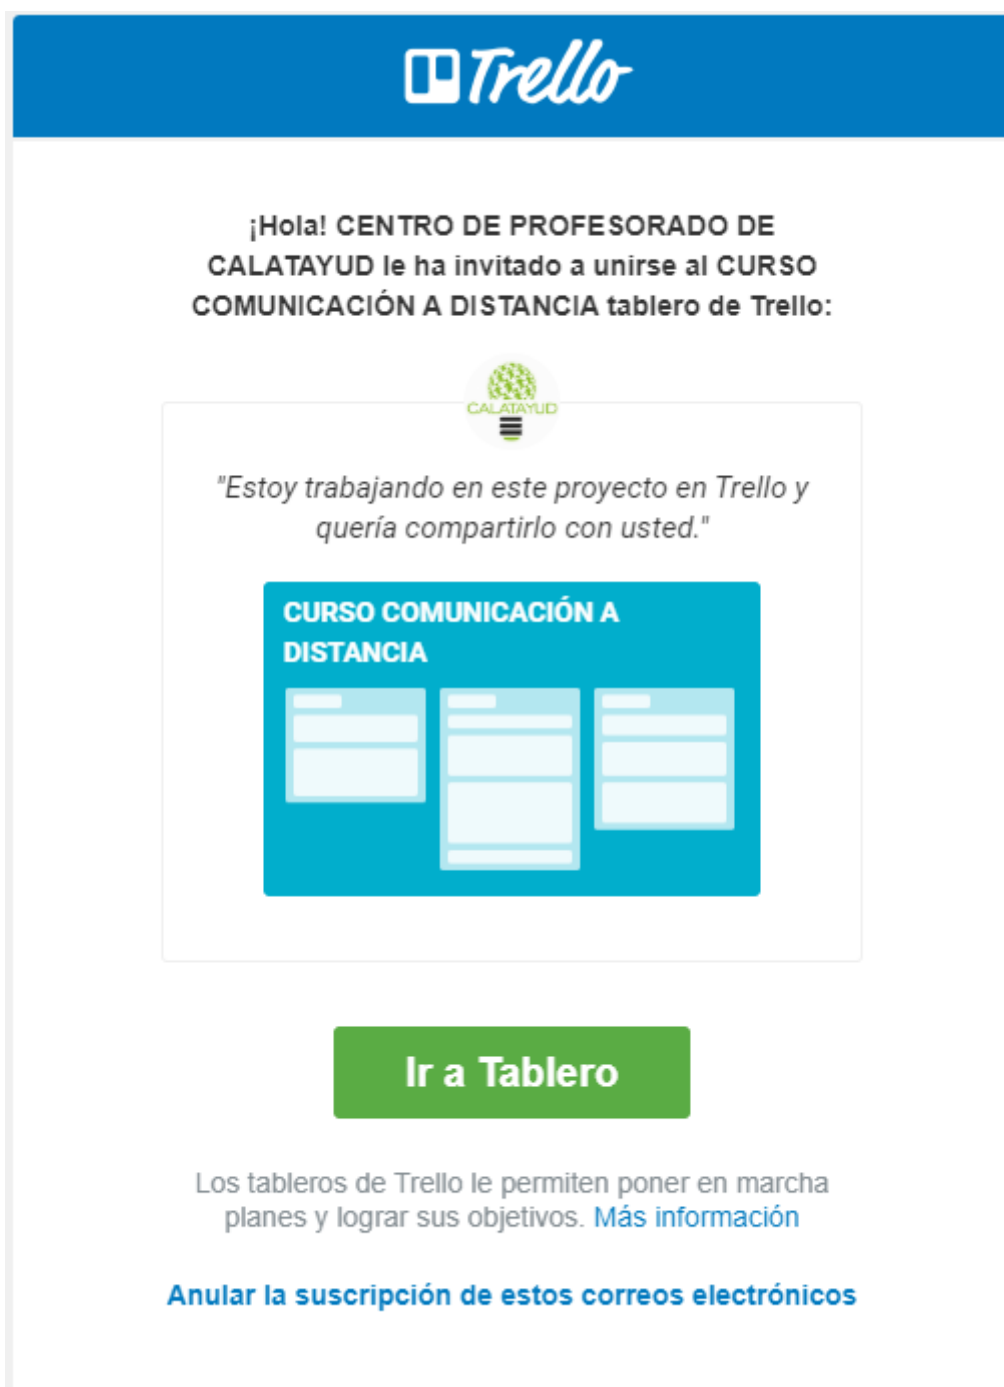 Trello
¡Hola! CENTRO DE PROFESORADO DE
CALATAYUD le ha invitado a unirse al CURSO
COMUNICACIÓN A DISTANCIA tablero de Trello:
CALATAYUD
"Estoy trabajando en este proyecto en Trello y
quería compartirlo con usted."
CURSO COMUNICACIÓN A
DISTANCIA
Ir a Tablero
Los tableros de Trello le permiten poner en marcha
planes y lograr sus objetivos. Más información
Anular la suscripción de estos correos electrónicos